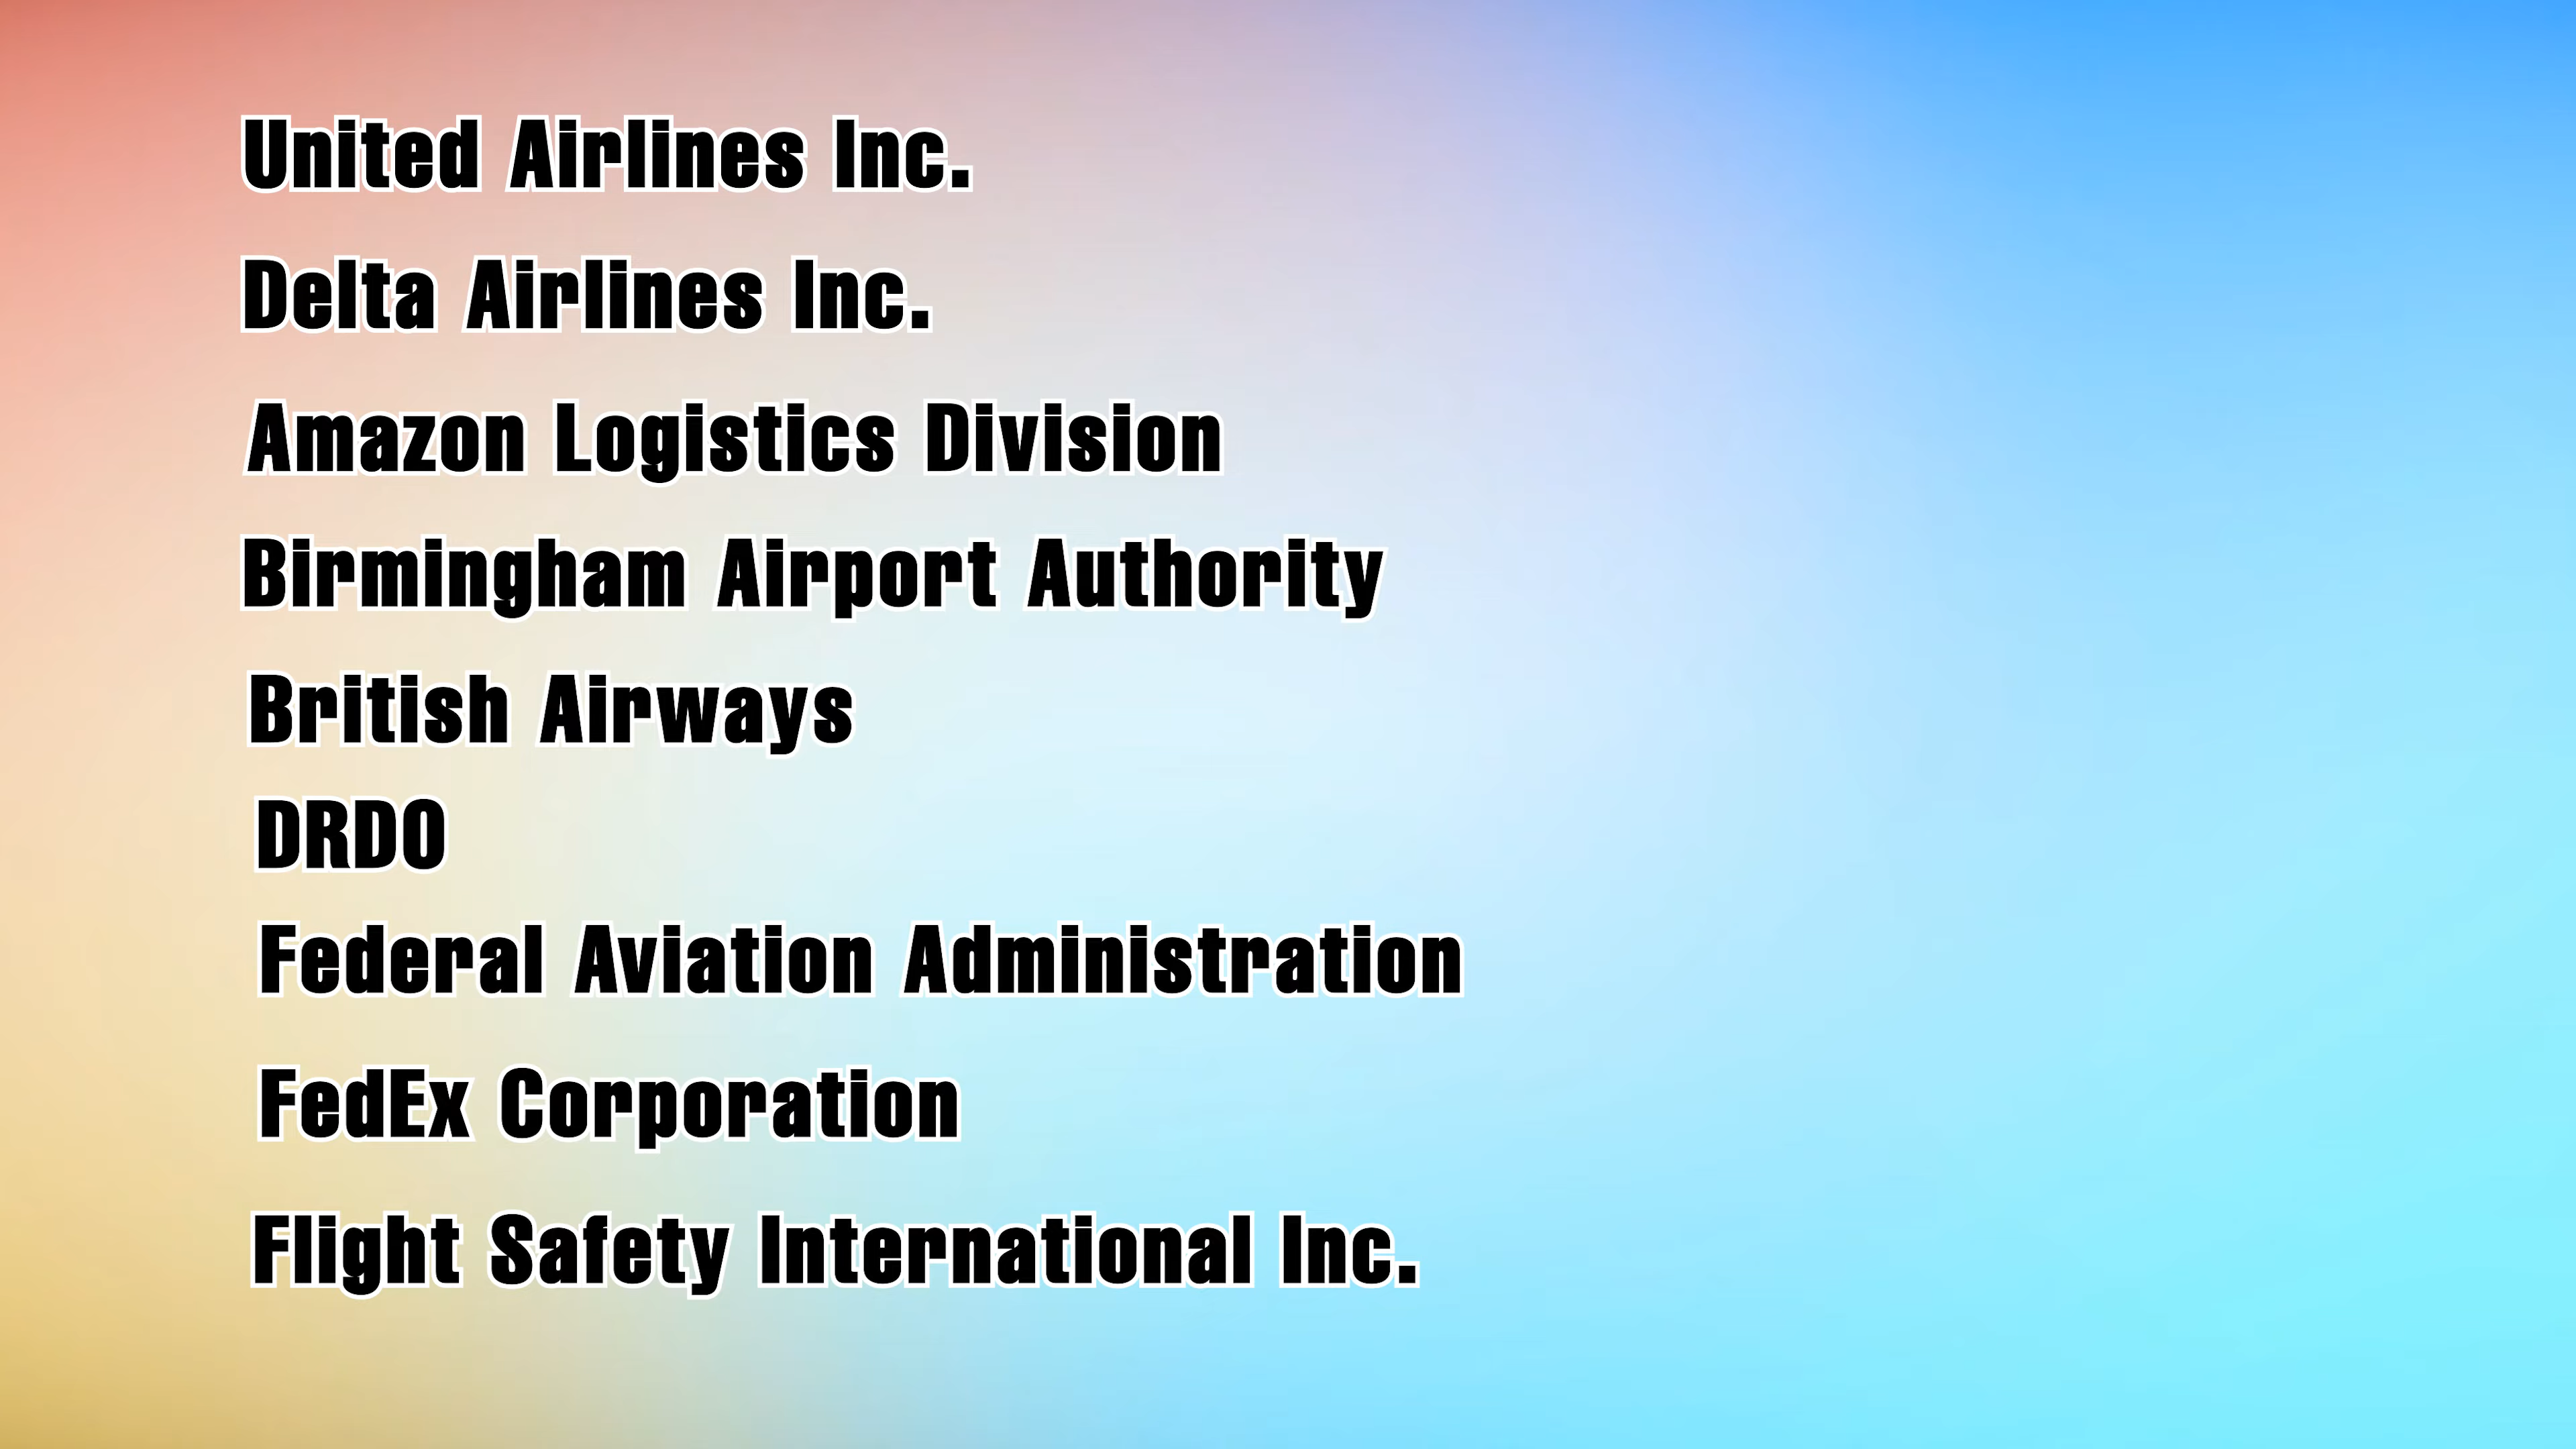 United Airlines Inc.
Delta Airlines Inc.
Amazon Logistics Division
Birmingham Airport Authority
British Airways
DRDO
Federal Aviation Administration
FedEx Corporation
Flight Safety International Inc.